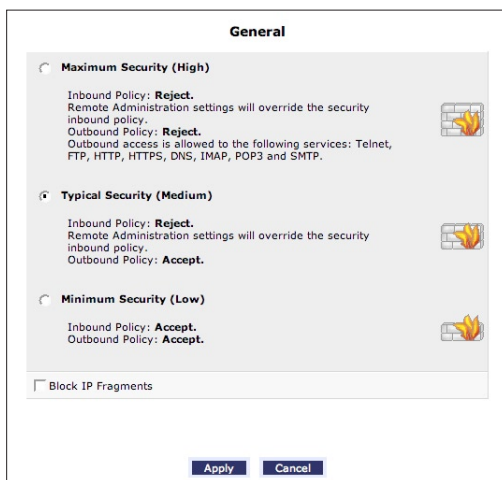 General
Maximum Security (High)
Inbound Policy: Reject.
Remote Administration settings will override the security
inbound policy.
Outbound Policy: Reject.
Outbound access is allowed to the following services: Telnet,
FTP, HTTP, HTTPS, DNS, IMAP, POP3 and SMTP.
Typical Security (Medium)
Inbound Policy: Reject.
Remote Administration settings will override the security
inbound policy.
Outbound Policy: Accept.
Minimum Security (Low)
Inbound Policy: Accept.
Outbound Policy: Accept.
Block IP Fragments
Apply Cancel